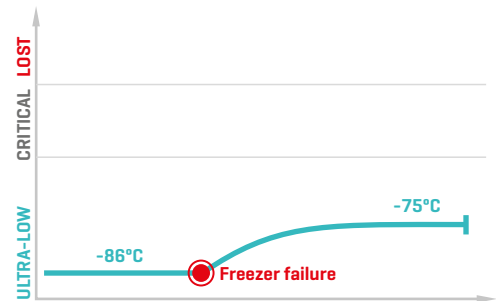 LOST
CRITICAL
ULTRA-LOW
-75°C
-86°C
Freezer failure